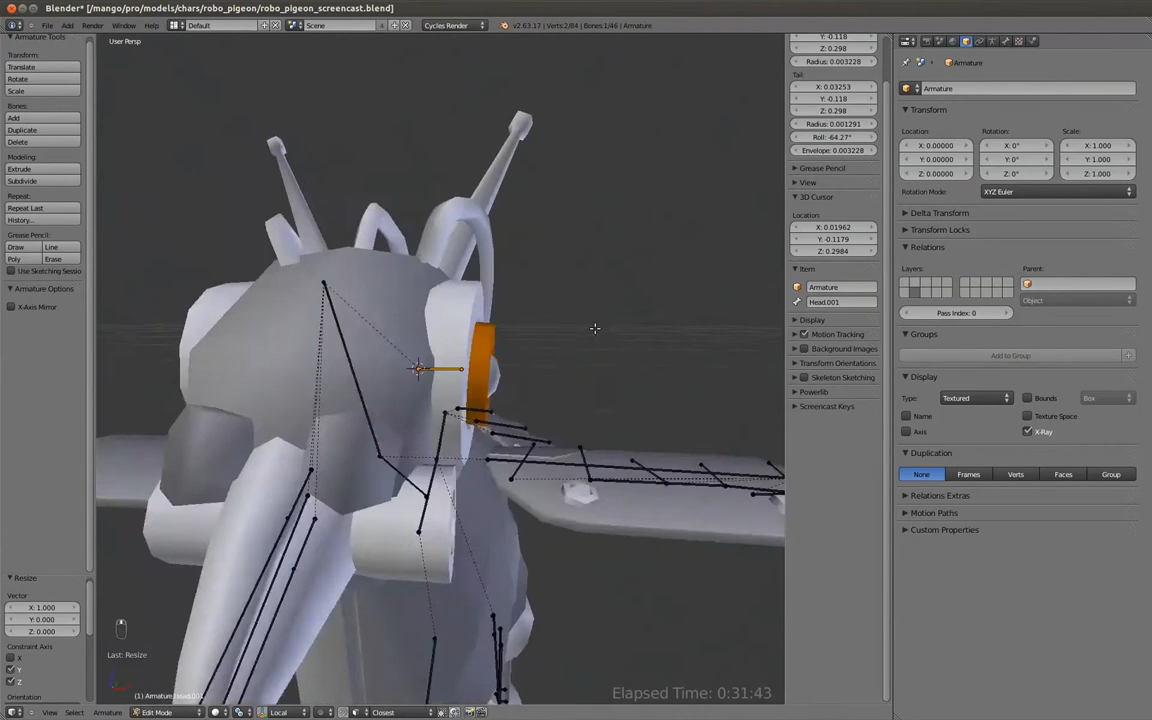 Blender* [/mango/pro/models/chars/robo_pigeon/robo_pigeon_screencast.blend]
File Add Render Window Help Default Scene Cycles Render v2.63.17 | Verts:2/84 | Bones:1/46 | Armature
Armature Tools
Transform:
Translate
Rotate
Scale
Bones:
Add
Duplicate
Delete
Modeling:
Extrude
Subdivide
Repeat:
Repeat Last
History...
Grease Pencil:
Draw Line
Poly Erase
Use Sketching Sessio
Armature Options
X-Axis Mirror
Resize
Vector
X: 1.000
Y: 0.000
Z: 0.000
Constraint Axis
X
Y
Z
Orientation
User Persp
Last: Resize
(1) Armature:Head.001
Elapsed Time: 0:31:43
Y: -0.118
Z: 0.298
Radius: 0.003228
Tail:
X: 0.03253
Y: -0.118
Z: 0.298
Radius: 0.001291
Roll: -64.27°
Envelope: 0.003228
Grease Pencil
View
3D Cursor
Location:
X: 0.01962
Y: -0.1179
Z: 0.2984
Item
Armature
Head.001
Display
Motion Tracking
Background Images
Transform Orientations
Skeleton Sketching
Powerlib
Screencast Keys
Armature
Armature
Transform
Location: Rotation: Scale:
X: 0.00000 X: 0° X: 1.000
Y: 0.00000 Y: 0° Y: 1.000
Z: 0.00000 Z: 0° Z: 1.000
Rotation Mode: XYZ Euler
Delta Transform
Transform Locks
Relations
Layers: Parent:
Object
Pass Index: 0
Groups
Add to Group
Display
Type: Textured Bounds Box
Name Texture Space
Axis X-Ray
Duplication
None Frames Verts Faces Group
Relations Extras
Motion Paths
Custom Properties
View Select Armature Edit Mode Local Closest